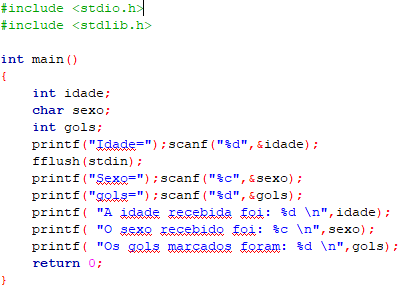 #include <stdio.h>
#include <stdlib.h>
int main()
{
int idade;
char sexo;
int gols;
printf("Idade=");scanf("%d",&idade);
fflush(stdin);
printf("Sexo=");scanf("%c",&sexo);
printf("gols=");scanf("%d",&gols);
printf( "A idade recebida foi: %d \n",idade);
printf( "O sexo recebido foi: %c \n",sexo);
printf( "Os gols marcados foram: %d \n",gols);
return 0;
}